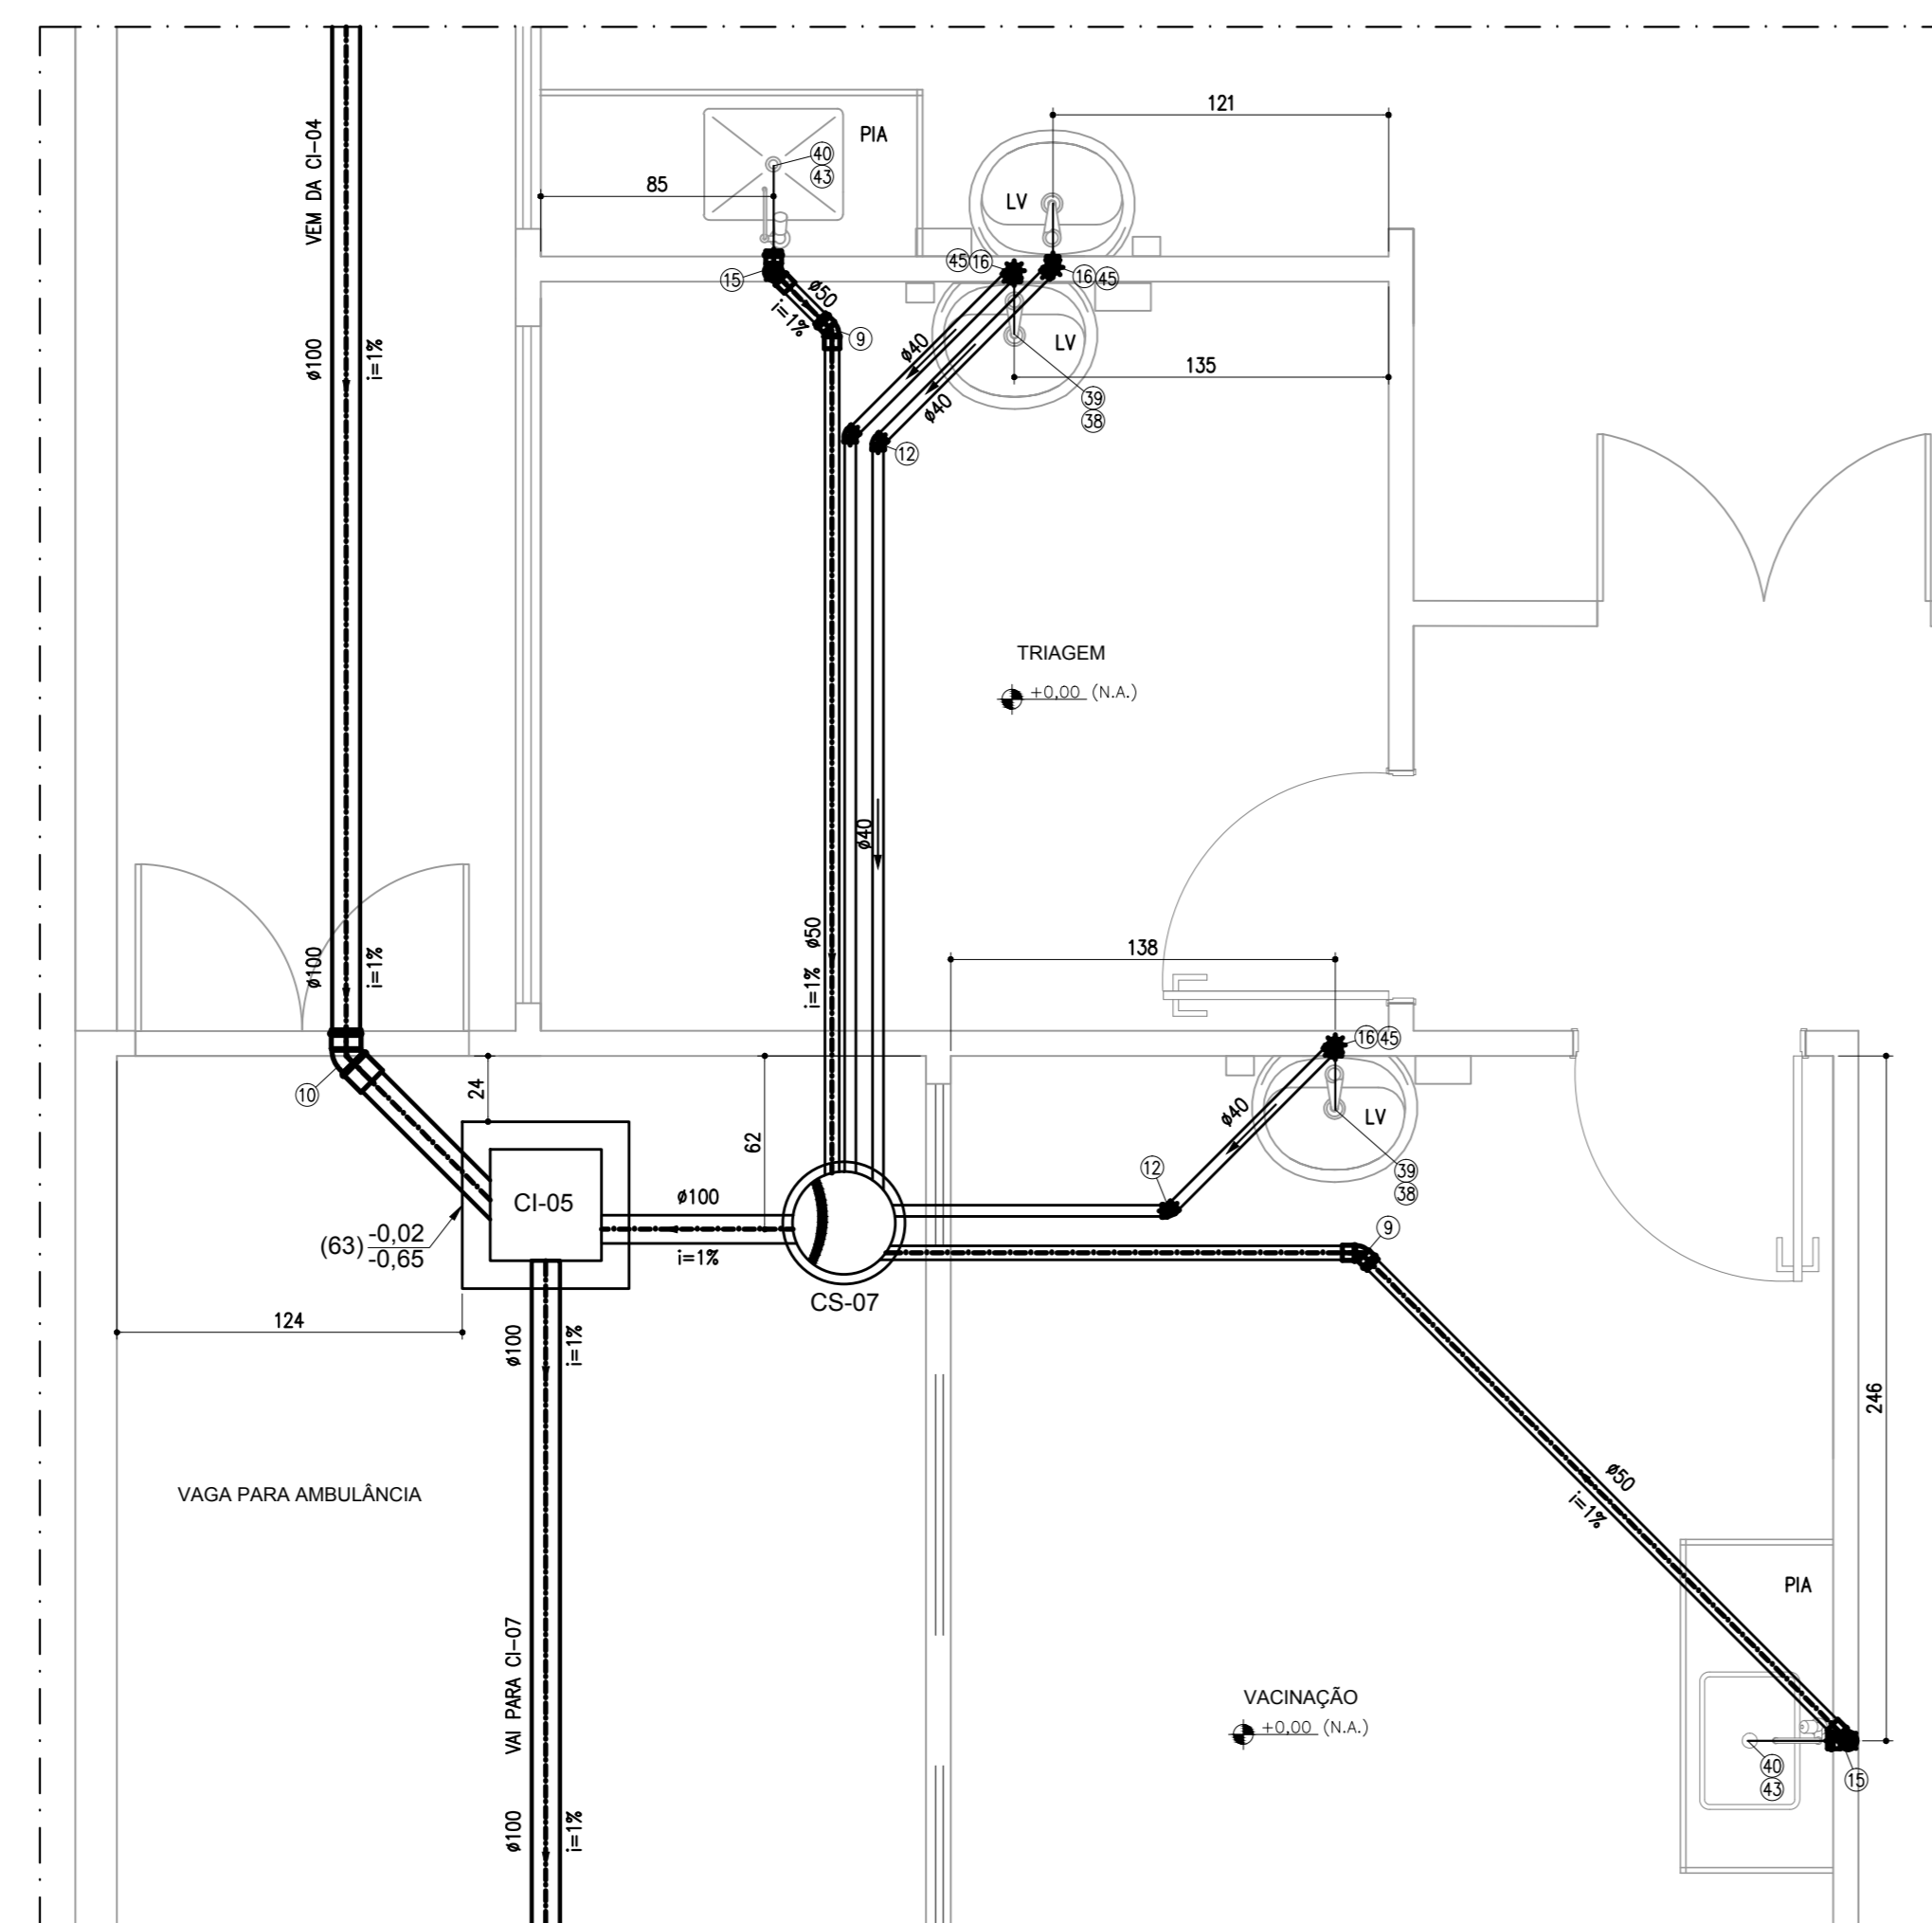 121
VEM DA CI-04
PIA
40
43
85
LV
45 16
16 45
15
ø50
i=1%
9
ø40
LV
ø100
i=1%
135
ø40
39
38
12
TRIAGEM
+0,00 (N.A.)
ø40
ø100
i=1%
i=1% ø50
138
16 45
10
24
62
ø40
LV
12
39
38
CI-05
ø100
i=1%
9
(63) -0,02
-0,65
CS-07
124
ø100
i=1%
246
VAGA PARA AMBULÂNCIA
ø50
i=1%
PIA
VAI PARA CI-07
VACINAÇÃO
+0,00 (N.A.)
40
43
15
ø100
i=1%